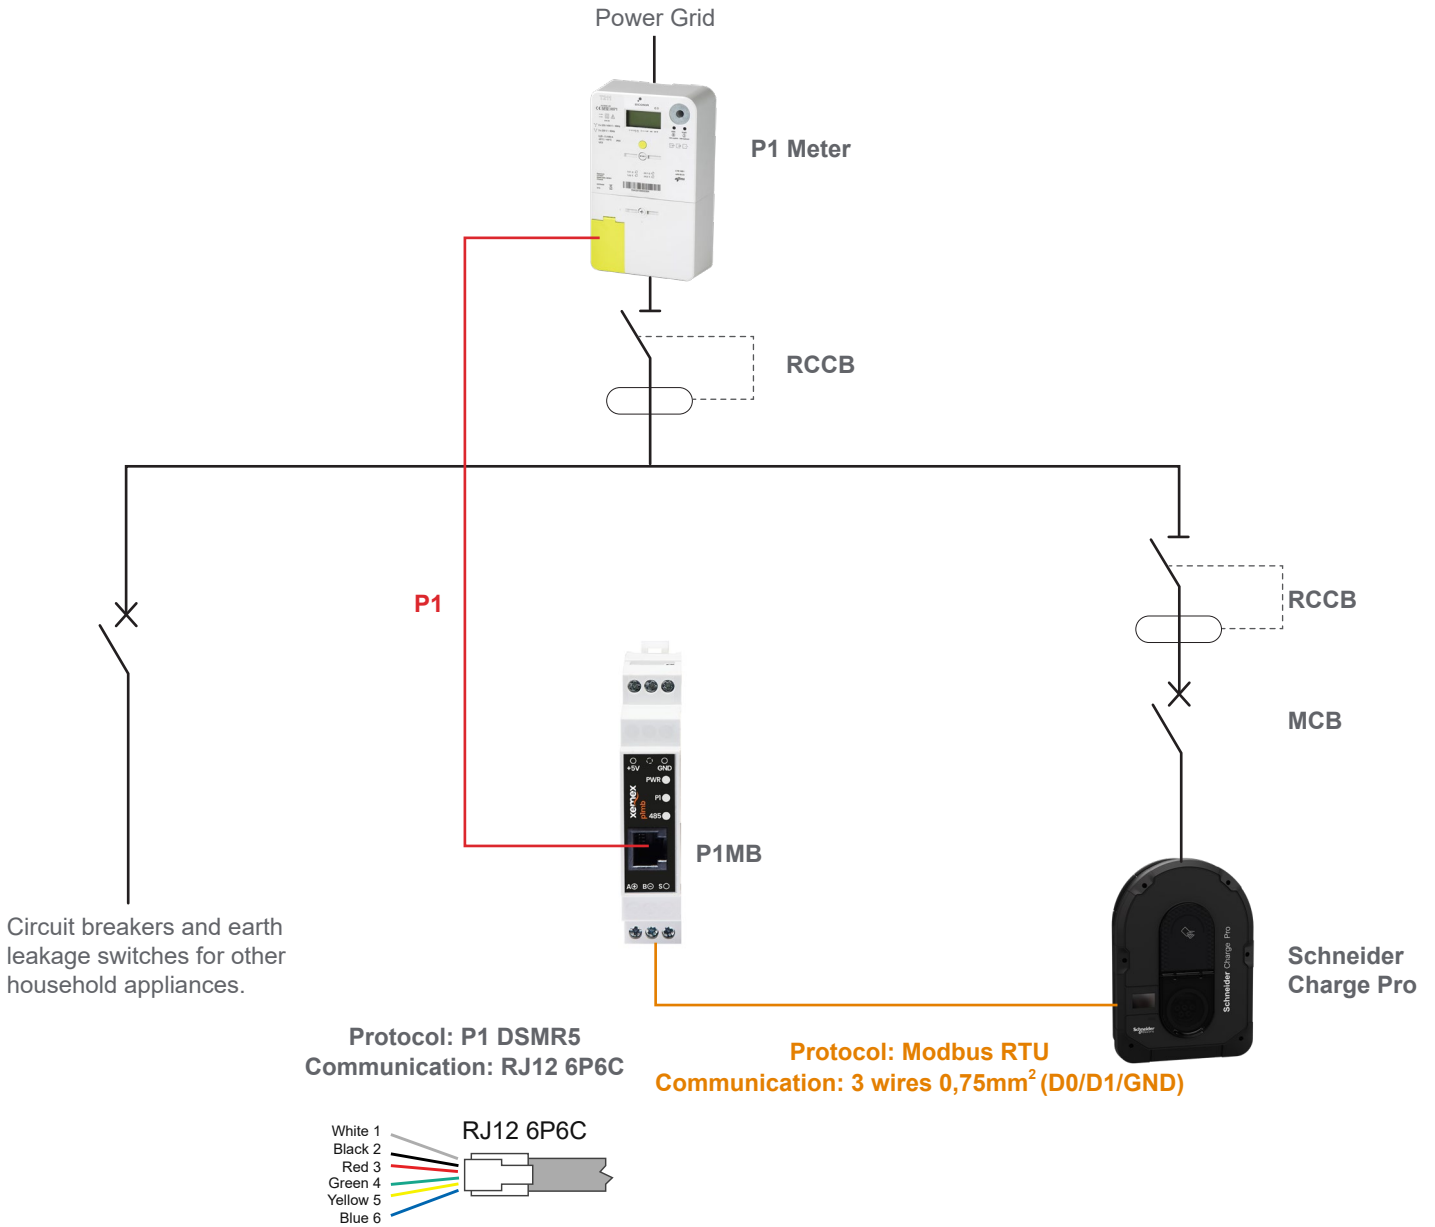 Power Grid
P1 Meter
RCCB
P1
RCCB
MCB
+5V GND
PWR
P1
485
xemex
p1mb
A⊕ B⊖ S
P1MB
Circuit breakers and earth
leakage switches for other
household appliances.
Schneider Charge Pro
Schneider
Schneider
Charge Pro
Protocol: P1 DSMR5
Communication: RJ12 6P6C
Protocol: Modbus RTU
Communication: 3 wires 0,75mm² (D0/D1/GND)
RJ12 6P6C
White 1
Black 2
Red 3
Green 4
Yellow 5
Blue 6